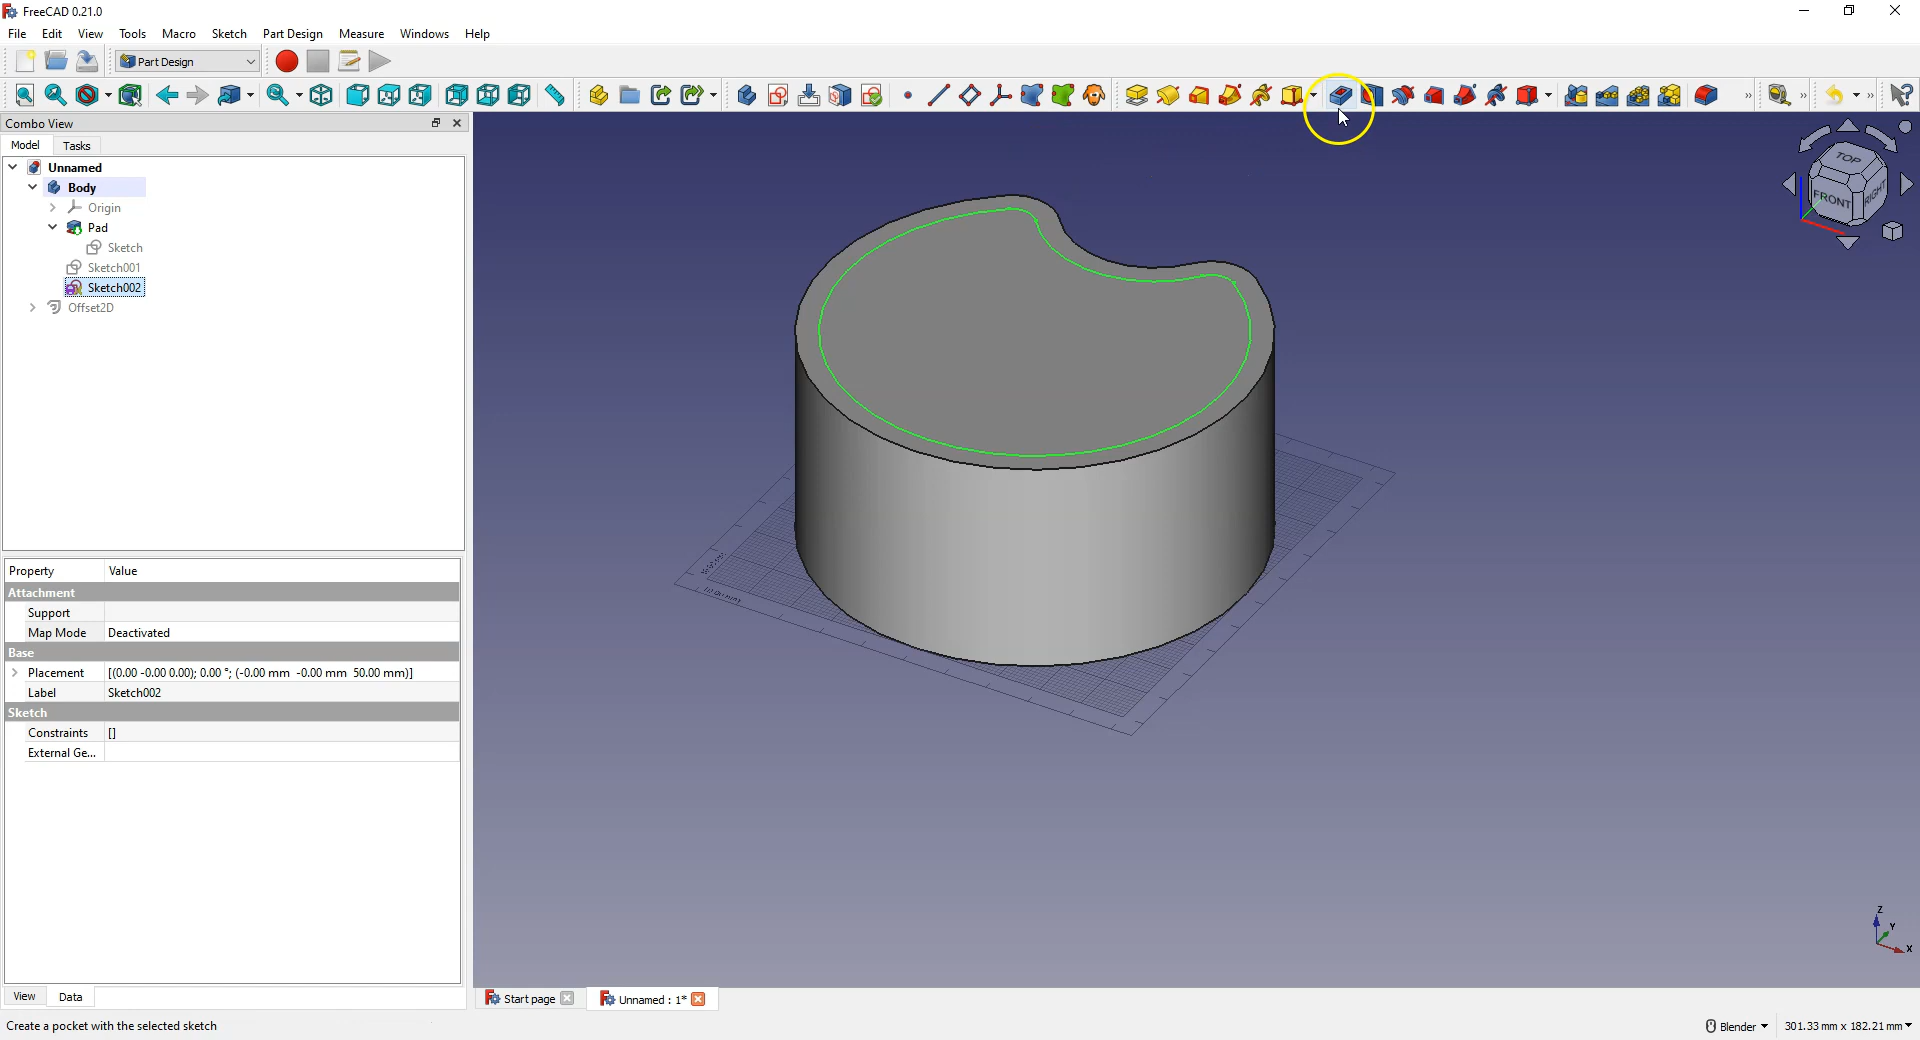 FreeCAD 0.21.0
File Edit View Tools Macro Sketch Part Design Measure Windows Help
Part Design
Combo View
Model Tasks
Unnamed
Body
Origin
Pad
Sketch
Sketch001
Sketch002
Offset2D
TOP
FRONT
RIGHT
Property Value
Attachment
Support
Map Mode Deactivated
Base
Placement [(0.00 -0.00 0.00); 0.00 °; (-0.00 mm -0.00 mm 50.00 mm)]
Label Sketch002
Sketch
Constraints []
External Ge...
Z
Y
X
View Data
Start page
Unnamed : 1*
Create a pocket with the selected sketch
Blender
301.33 mm x 182.21 mm